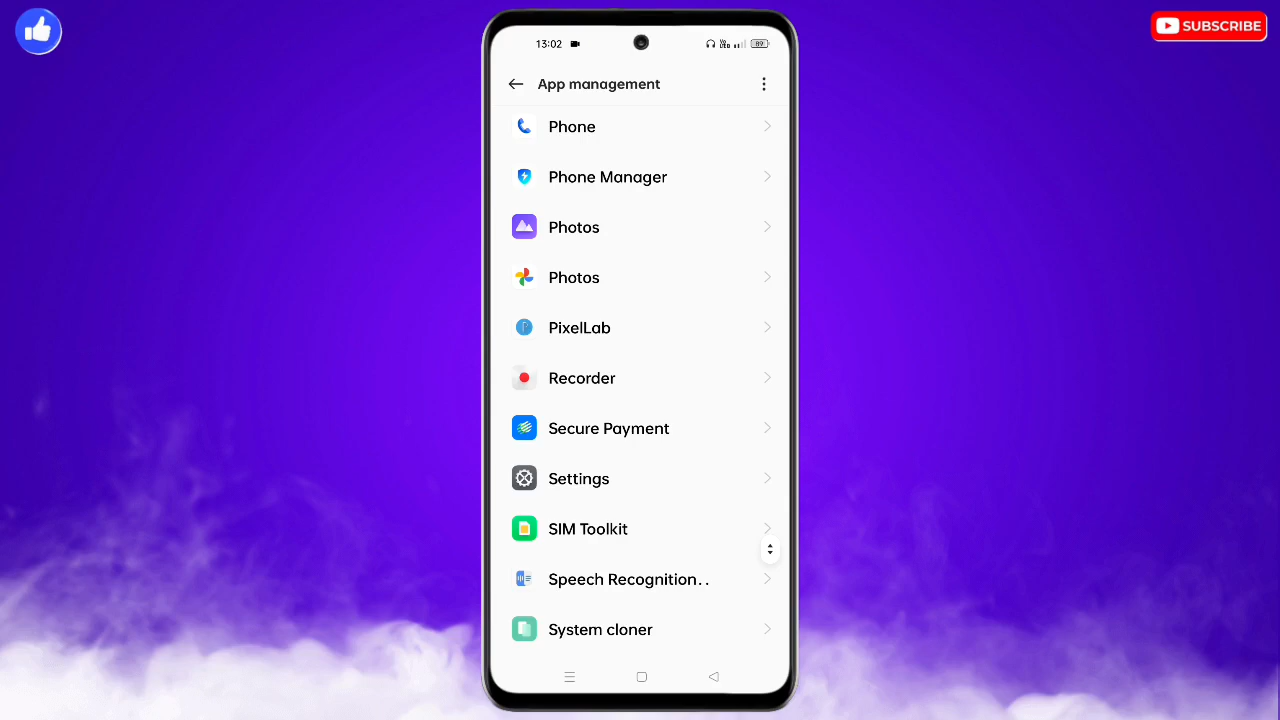 SUBSCRIBE
13:02
89
App management
Phone
Phone Manager
Photos
Photos
PixelLab
Recorder
Secure Payment
Settings
SIM Toolkit
Speech Recognition..
System cloner